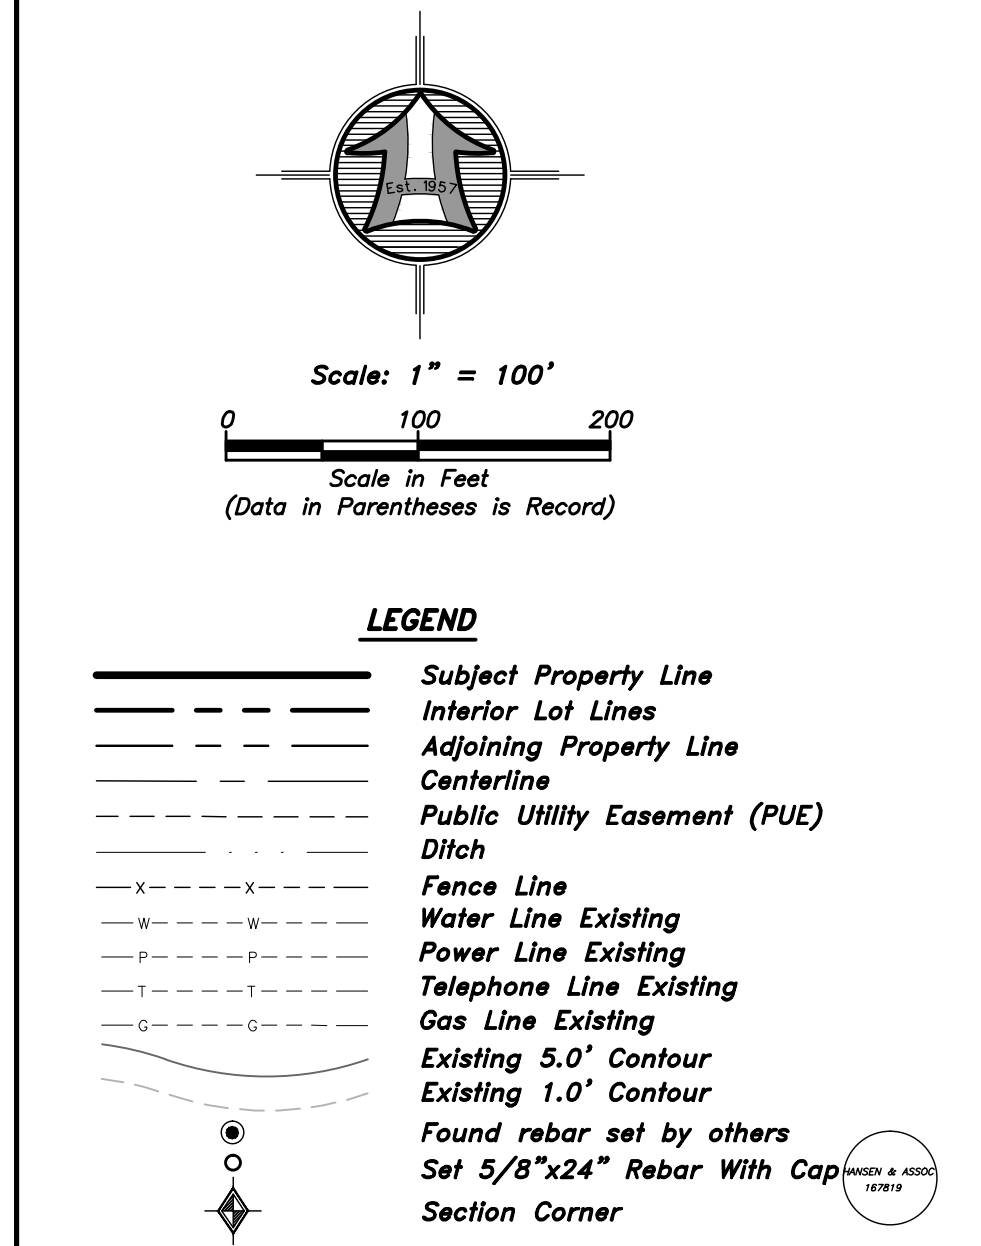 Est. 1957
Scale: 1” = 100’
0 100 200
Scale in Feet
(Data in Parentheses is Record)
LEGEND
Subject Property Line
Interior Lot Lines
Adjoining Property Line
Centerline
Public Utility Easement (PUE)
Ditch
X X Fence Line
W W Water Line Existing
P P Power Line Existing
T T Telephone Line Existing
G G Gas Line Existing
Existing 5.0’ Contour
Existing 1.0’ Contour
Found rebar set by others
Set 5/8”x24” Rebar With Cap HANSEN & ASSOC
167819
Section Corner